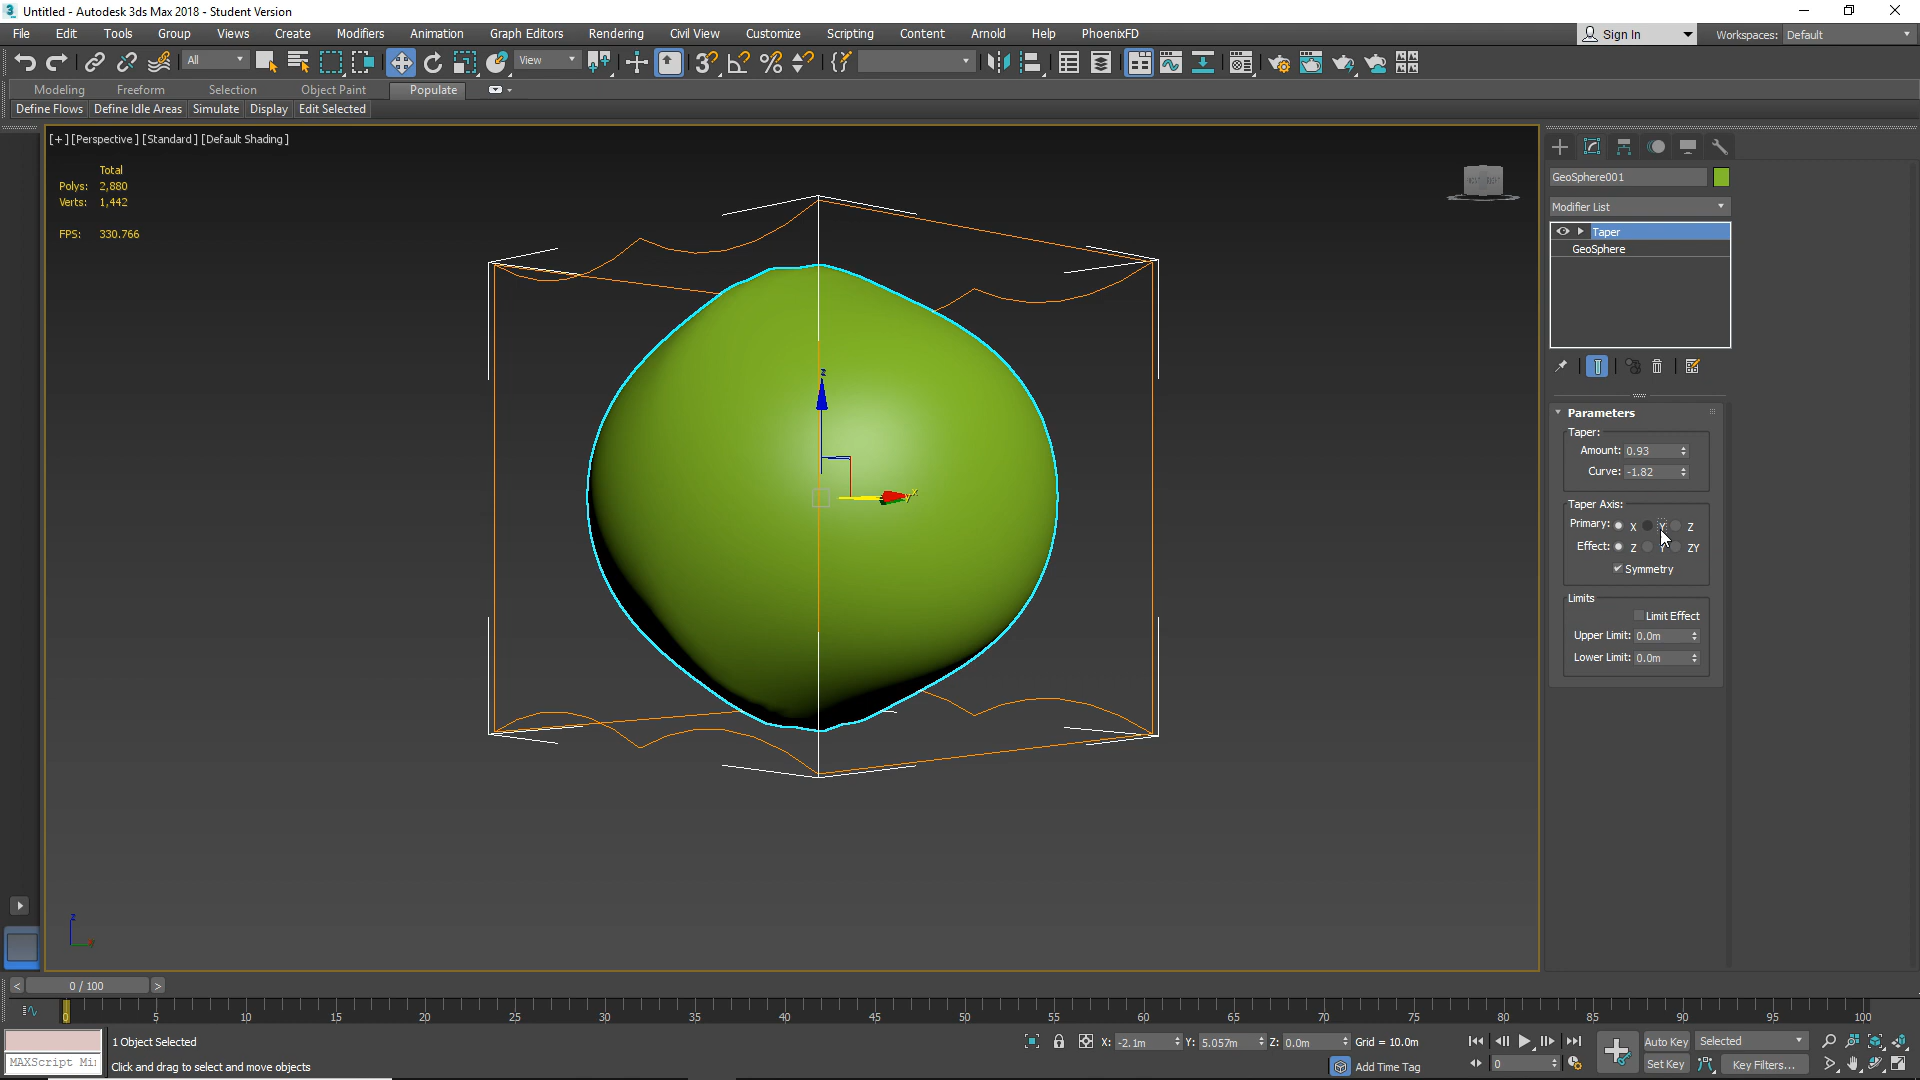 3 Untitled - Autodesk 3ds Max 2018 - Student Version
File Edit Tools Group Views Create Modifiers Animation Graph Editors Rendering Civil View Customize Scripting Content Arnold Help PhoenixFD Sign In Workspaces: Default
All View
Modeling Freeform Selection Object Paint Populate
Define Flows Define Idle Areas Simulate Display Edit Selected
[+] [Perspective] [Standard] [Default Shading]
Total
Polys: 2,880
Verts: 1,442
FPS: 330.766
GeoSphere001
Modifier List
Taper
GeoSphere
z
y x
Parameters
Taper:
Amount: 0.93
Curve: -1.82
Taper Axis:
Primary: X Y Z
Effect: Z Y ZY
Symmetry
Limits
Limit Effect
Upper Limit: 0.0m
Lower Limit: 0.0m
z
< 0 / 100 >
0 5 10 15 20 25 30 35 40 45 50 55 60 65 70 75 80 85 90 95 100
1 Object Selected X: -2.1m Y: 5.057m Z: 0.0m Grid = 10.0m Auto Key Selected
MAXScript Mi Click and drag to select and move objects Add Time Tag 0 Set Key Key Filters...